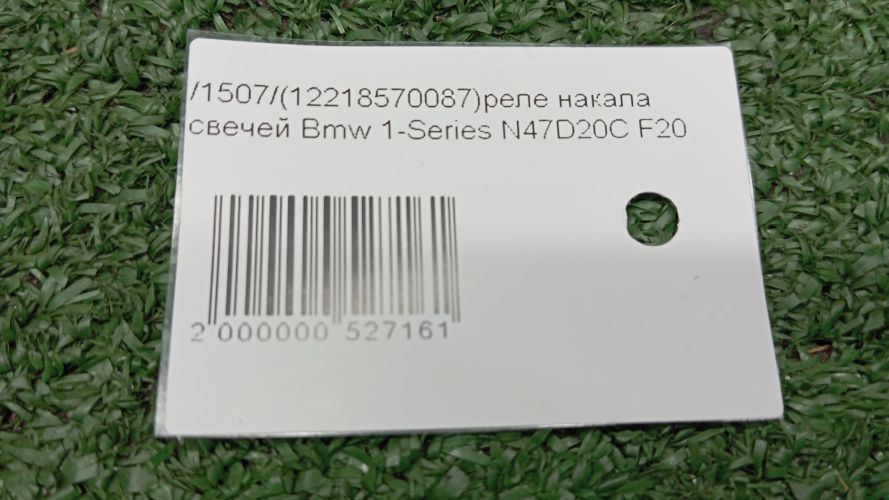 /1507/(12218570087)реле накала
свечей Bmw 1-Series N47D20C F20
2 000000 527161